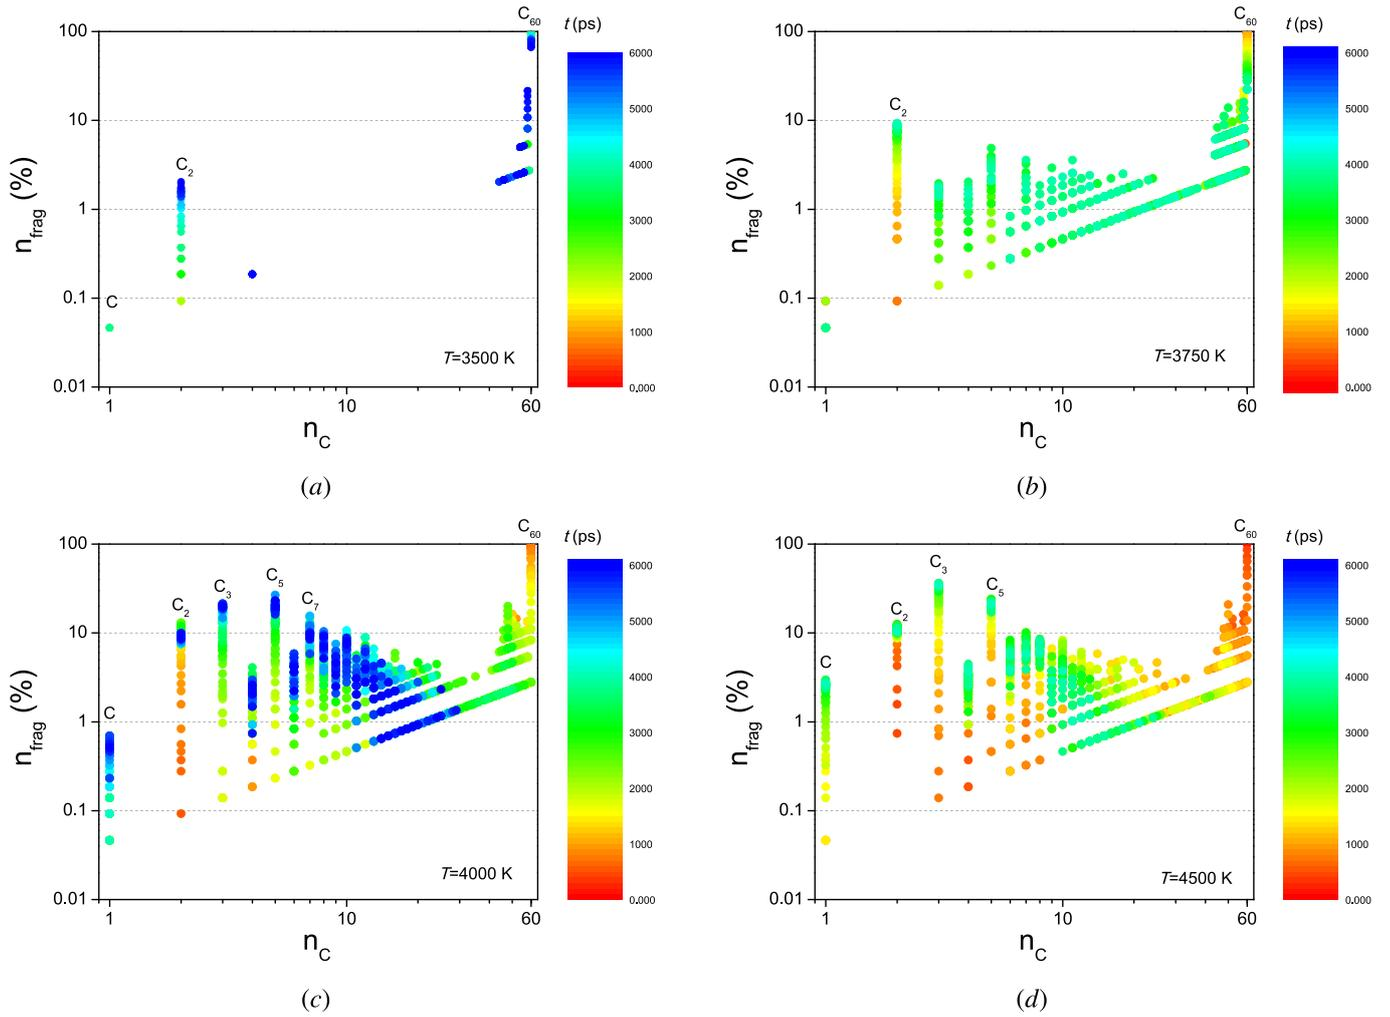 C60
t (ps)
100
10
1
0.1
0.01
nfrag (%)
C
C2
T=3500 K
1
10
60
nC
6000
5000
4000
3000
2000
1000
0.000
(a)
C60
t (ps)
100
10
1
0.1
0.01
nfrag (%)
C2
T=3750 K
1
10
60
nC
6000
5000
4000
3000
2000
1000
0.000
(b)
C60
t (ps)
100
10
1
0.1
0.01
nfrag (%)
C
C2
C3
C5
C7
T=4000 K
1
10
60
nC
6000
5000
4000
3000
2000
1000
0.000
(c)
C60
t (ps)
100
10
1
0.1
0.01
nfrag (%)
C
C2
C3
C5
T=4500 K
1
10
60
nC
6000
5000
4000
3000
2000
1000
0.000
(d)